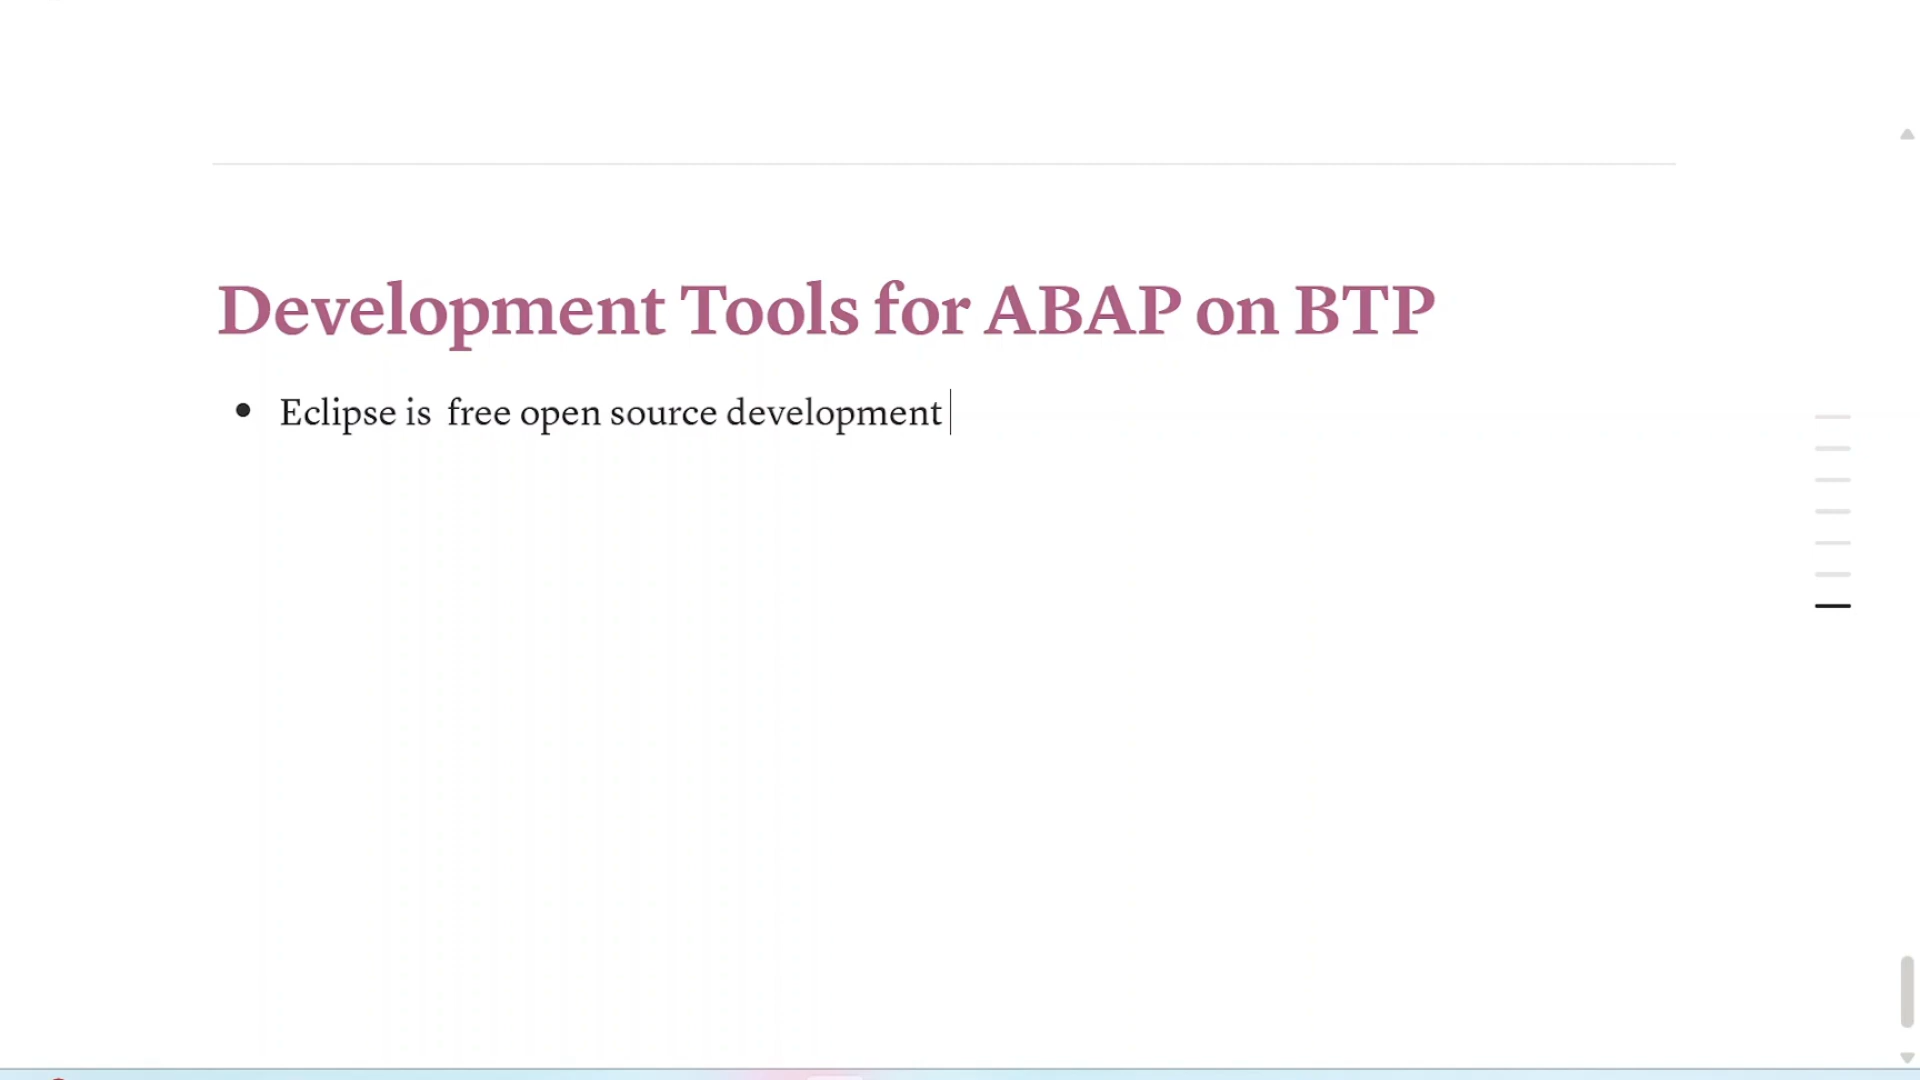 Development Tools for ABAP on BTP
• Eclipse is  free open source development